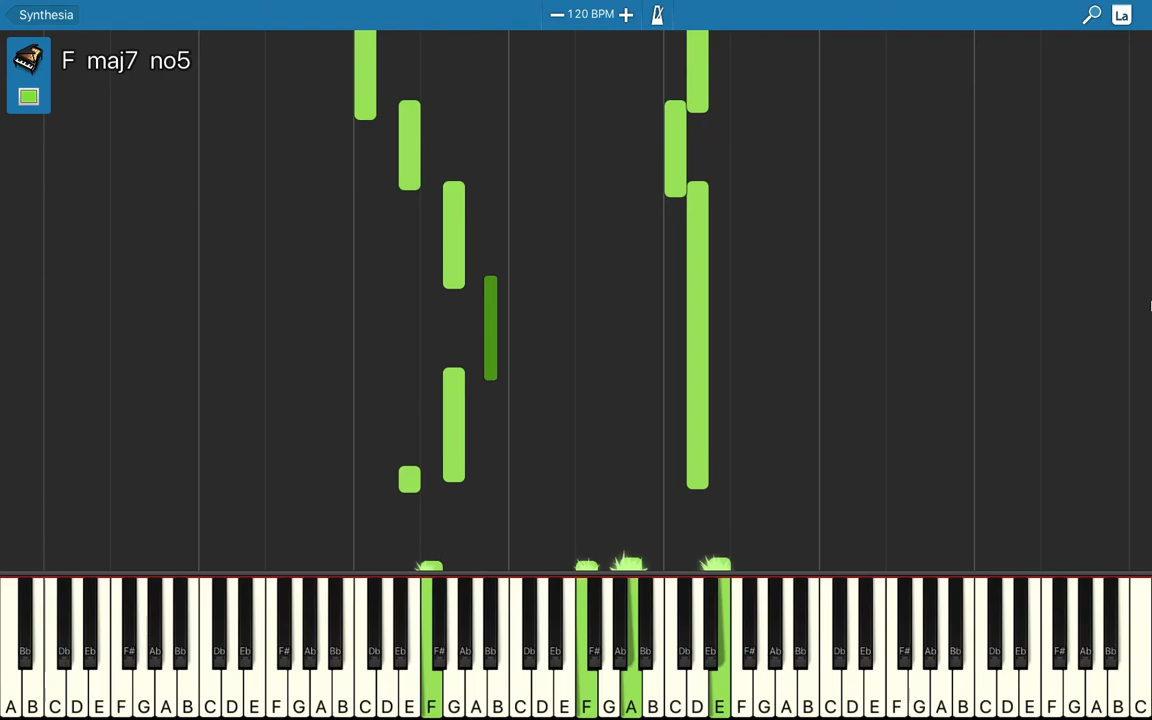 Synthesia
120 BPM
La
F maj7 no5
Bb Db Eb F# Ab Bb Db Eb F# Ab Bb Db Eb F# Ab Bb Db Eb F# Ab Bb Db Eb F# Ab Bb Db Eb F# Ab Bb Db Eb F# Ab Bb
A B C D E F G A B C D E F G A B C D E F G A B C D E F G A B C D E F G A B C D E F G A B C D E F G A B C